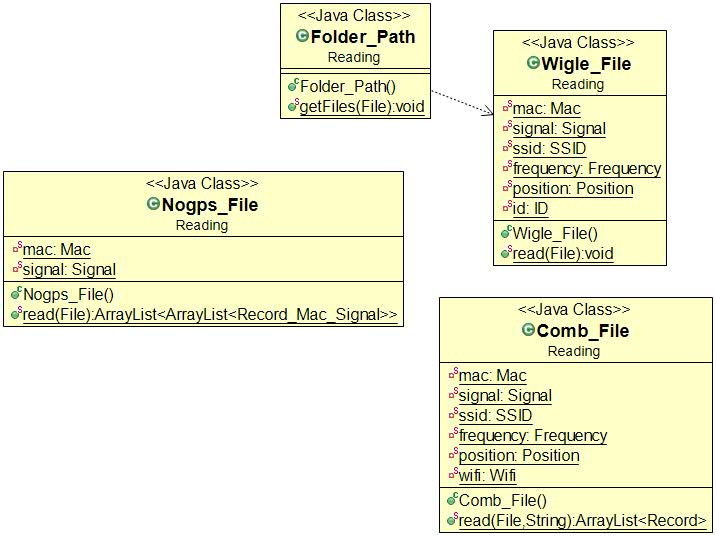 <<Java Class>>
Folder_Path
Reading
Folder_Path()
getFiles(File):void
<<Java Class>>
Wigle_File
Reading
mac: Mac
signal: Signal
ssid: SSID
frequency: Frequency
position: Position
id: ID
Wigle_File()
read(File):void
<<Java Class>>
Nogps_File
Reading
mac: Mac
signal: Signal
Nogps_File()
read(File):ArrayList<ArrayList<Record_Mac_Signal>>
<<Java Class>>
Comb_File
Reading
mac: Mac
signal: Signal
ssid: SSID
frequency: Frequency
position: Position
wifi: Wifi
Comb_File()
read(File,String):ArrayList<Record>